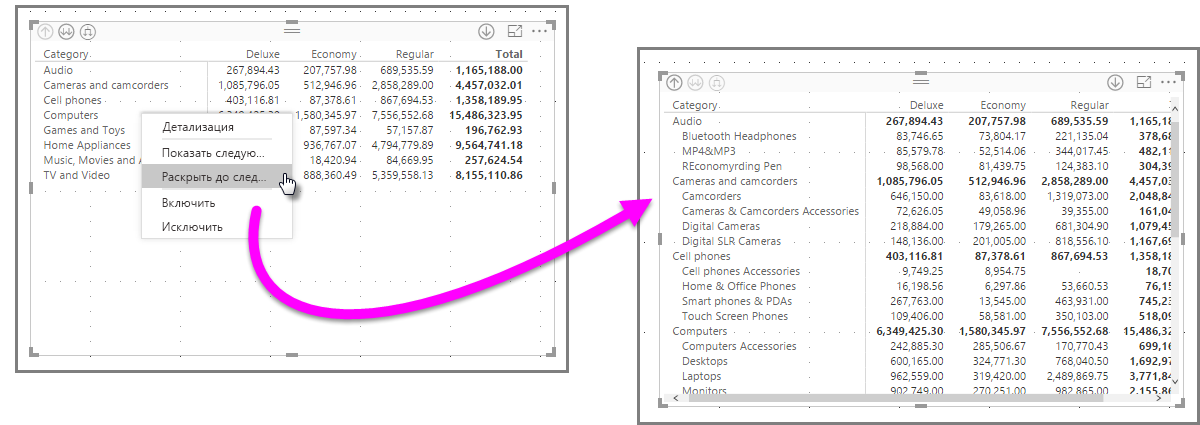 Category Deluxe Economy Regular Total
Audio 267,894.43 207,757.98 689,535.59 1,165,188.00
Cameras and camcorders 1,085,796.05 512,946.96 2,858,289.00 4,457,032.01
Cell phones 403,116.81 87,378.61 867,694.53 1,358,189.95
Computers 1,580,345.97 7,556,552.68 15,486,323.95
Games and Toys 87,597.34 57,157.87 196,762.93
Home Appliances 936,767.07 4,794,779.89 9,564,741.18
Music, Movies and A 18,420.94 84,669.95 257,624.54
TV and Video 888,360.49 5,359,558.13 8,155,110.86
Детализация
Показать следую...
Раскрыть до след...
Включить
Исключить
Category Deluxe Economy Regular
Audio 267,894.43 207,757.98 689,535.59 1,165,18
Bluetooth Headphones 83,746.65 73,804.17 221,135.04 378,68
MP4&MP3 85,579.78 52,514.06 344,017.45 482,11
REconomyrding Pen 98,568.00 81,439.75 124,383.10 304,39
Cameras and camcorders 1,085,796.05 512,946.96 2,858,289.00 4,457,03
Camcorders 646,150.00 83,618.00 1,319,073.00 2,048,84
Cameras & Camcorders Accessories 72,626.05 49,058.96 39,355.00 161,04
Digital Cameras 218,884.00 179,265.00 681,304.90 1,079,45
Digital SLR Cameras 148,136.00 201,005.00 818,556.10 1,167,69
Cell phones 403,116.81 87,378.61 867,694.53 1,358,18
Cell phones Accessories 9,749.25 8,954.75 18,70
Home & Office Phones 16,198.56 6,297.86 53,660.53 76,15
Smart phones & PDAs 267,763.00 13,545.00 463,931.00 745,23
Touch Screen Phones 109,406.00 58,581.00 350,103.00 518,09
Computers 6,349,425.30 1,580,345.97 7,556,552.68 15,486,32
Computers Accessories 242,885.30 285,506.67 170,770.43 699,16
Desktops 600,165.00 324,771.30 768,040.50 1,692,97
Laptops 962,559.00 319,420.00 2,489,869.75 3,771,84
Monitors 902,749.00 270,251.00 982,865.00 2,155,86